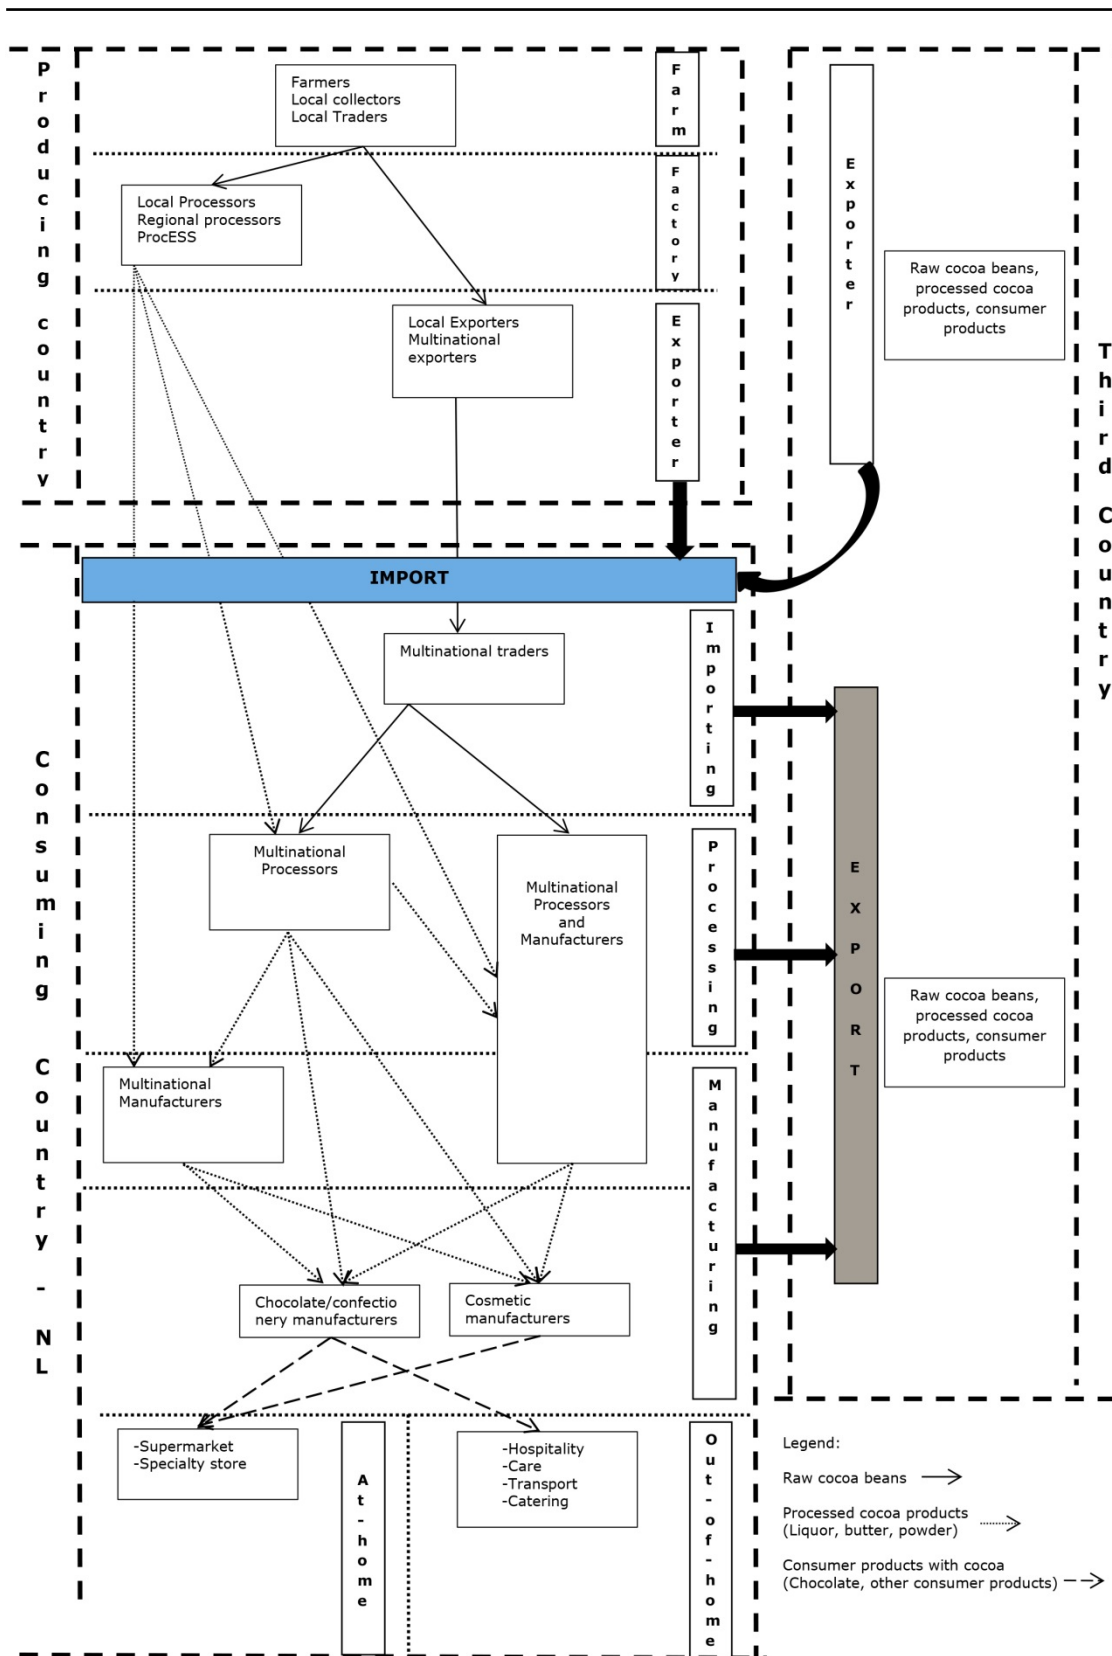 Producing country
Farmers
Local collectors
Local Traders
Farm
Local Processors
Regional processors
ProcESS
Factory
Local Exporters
Multinational
exporters
Exporter
Exporter
Raw cocoa beans,
processed cocoa
products, consumer
products
Third Country
IMPORT
Consuming Country - NL
Multinational traders
Importing
Multinational
Processors
Multinational
Processors
and
Manufacturers
Processing
EXPORT
Raw cocoa beans,
processed cocoa
products, consumer
products
Multinational
Manufacturers
Manufacturing
Chocolate/confectio
nery manufacturers
Cosmetic
manufacturers
-Supermarket
-Specialty store
At-home
-Hospitality
-Care
-Transport
-Catering
Out-of-home
Legend:
Raw cocoa beans
Processed cocoa products
(Liquor, butter, powder)
Consumer products with cocoa
(Chocolate, other consumer products)